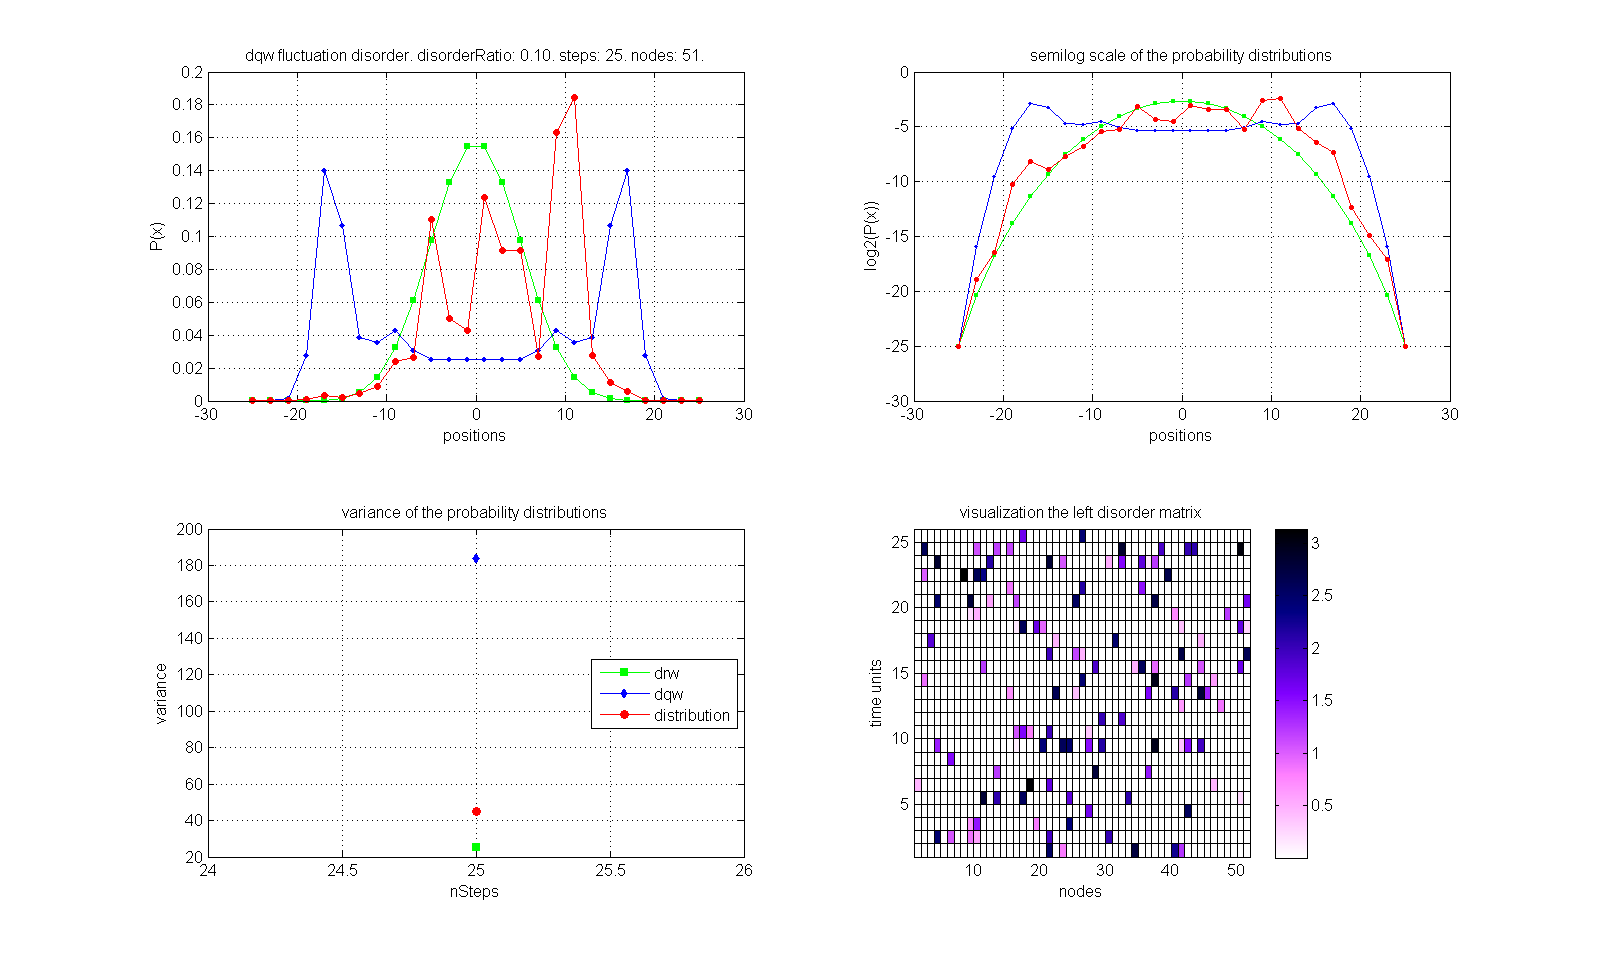 dqw fluctuation disorder. disorderRatio: 0.10. steps: 25. nodes: 51.
0.2
0.18
0.16
0.14
0.12
0.1
0.08
0.06
0.04
0.02
0
P(x)
-30 -20 -10 0 10 20 30
positions
semilog scale of the probability distributions
0
-5
-10
-15
-20
-25
-30
log2(P(x))
-30 -20 -10 0 10 20 30
positions
variance of the probability distributions
200
180
160
140
120
100
80
60
40
20
variance
drw
dqw
distribution
24 24.5 25 25.5 26
nSteps
visualization the left disorder matrix
25
20
15
10
5
time units
10 20 30 40 50
nodes
3
2.5
2
1.5
1
0.5